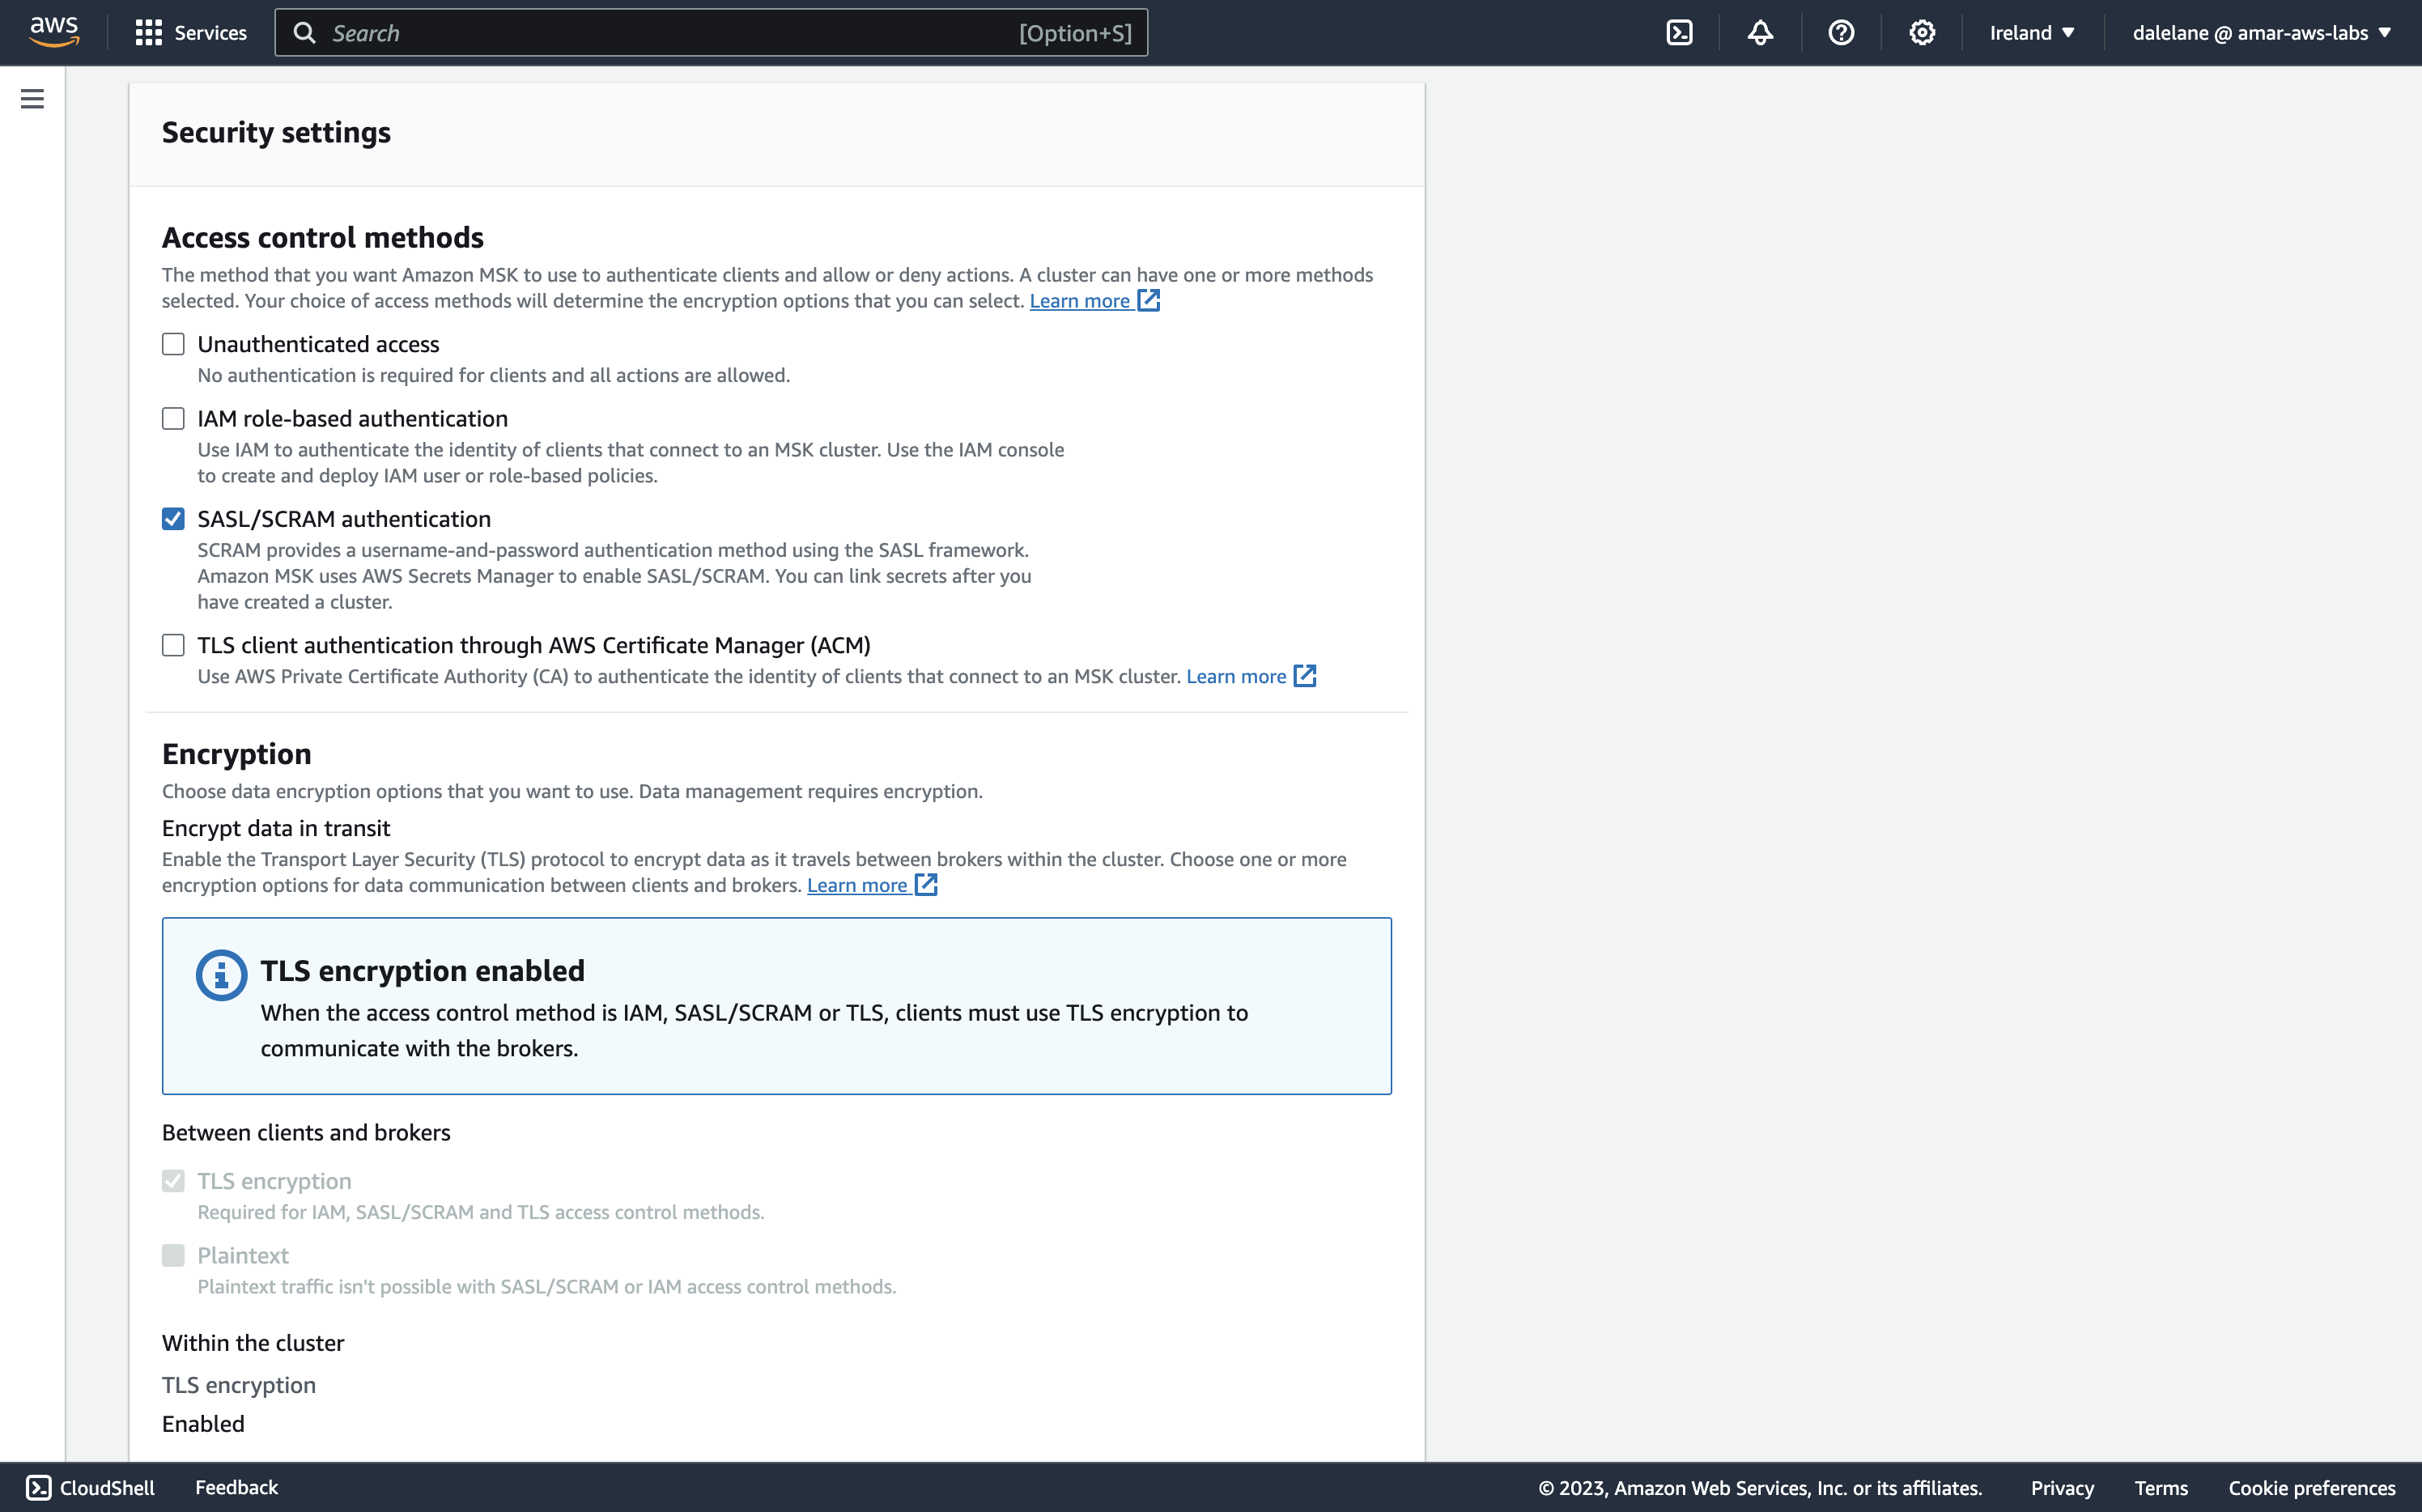 aws
Services
Search
[Option+S]
Ireland
dalelane @ amar-aws-labs
Security settings
Access control methods
The method that you want Amazon MSK to use to authenticate clients and allow or deny actions. A cluster can have one or more methods
selected. Your choice of access methods will determine the encryption options that you can select. Learn more
Unauthenticated access
No authentication is required for clients and all actions are allowed.
IAM role-based authentication
Use IAM to authenticate the identity of clients that connect to an MSK cluster. Use the IAM console
to create and deploy IAM user or role-based policies.
SASL/SCRAM authentication
SCRAM provides a username-and-password authentication method using the SASL framework.
Amazon MSK uses AWS Secrets Manager to enable SASL/SCRAM. You can link secrets after you
have created a cluster.
TLS client authentication through AWS Certificate Manager (ACM)
Use AWS Private Certificate Authority (CA) to authenticate the identity of clients that connect to an MSK cluster. Learn more
Encryption
Choose data encryption options that you want to use. Data management requires encryption.
Encrypt data in transit
Enable the Transport Layer Security (TLS) protocol to encrypt data as it travels between brokers within the cluster. Choose one or more
encryption options for data communication between clients and brokers. Learn more
TLS encryption enabled
When the access control method is IAM, SASL/SCRAM or TLS, clients must use TLS encryption to
communicate with the brokers.
Between clients and brokers
TLS encryption
Required for IAM, SASL/SCRAM and TLS access control methods.
Plaintext
Plaintext traffic isn't possible with SASL/SCRAM or IAM access control methods.
Within the cluster
TLS encryption
Enabled
CloudShell
Feedback
© 2023, Amazon Web Services, Inc. or its affiliates.
Privacy
Terms
Cookie preferences